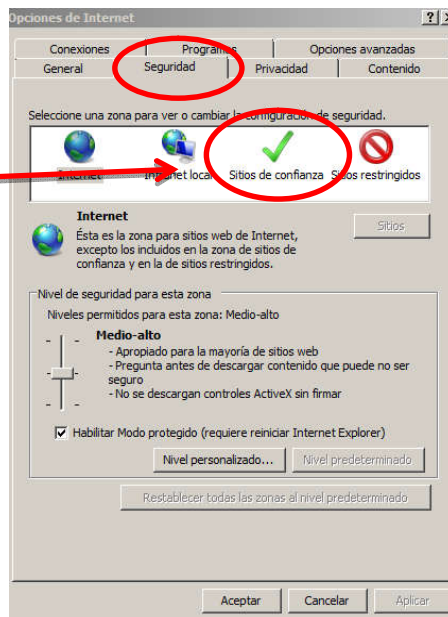 Opciones de Internet
Conexiones Programas Opciones avanzadas
General Seguridad Privacidad Contenido
Seleccione una zona para ver o cambiar la configuración de seguridad.
Internet Intranet local Sitios de confianza Sitios restringidos
Internet
Sitios
Ésta es la zona para sitios web de Internet,
excepto los incluidos en la zona de sitios de
confianza y en la de sitios restringidos.
Nivel de seguridad para esta zona
Niveles permitidos para esta zona: Medio-alto
Medio-alto
- Apropiado para la mayoría de sitios web
- Pregunta antes de descargar contenido que puede no ser
seguro
- No se descargan controles ActiveX sin firmar
Habilitar Modo protegido (requiere reiniciar Internet Explorer)
Nivel personalizado... Nivel predeterminado
Restablecer todas las zonas al nivel predeterminado
Aceptar Cancelar Aplicar